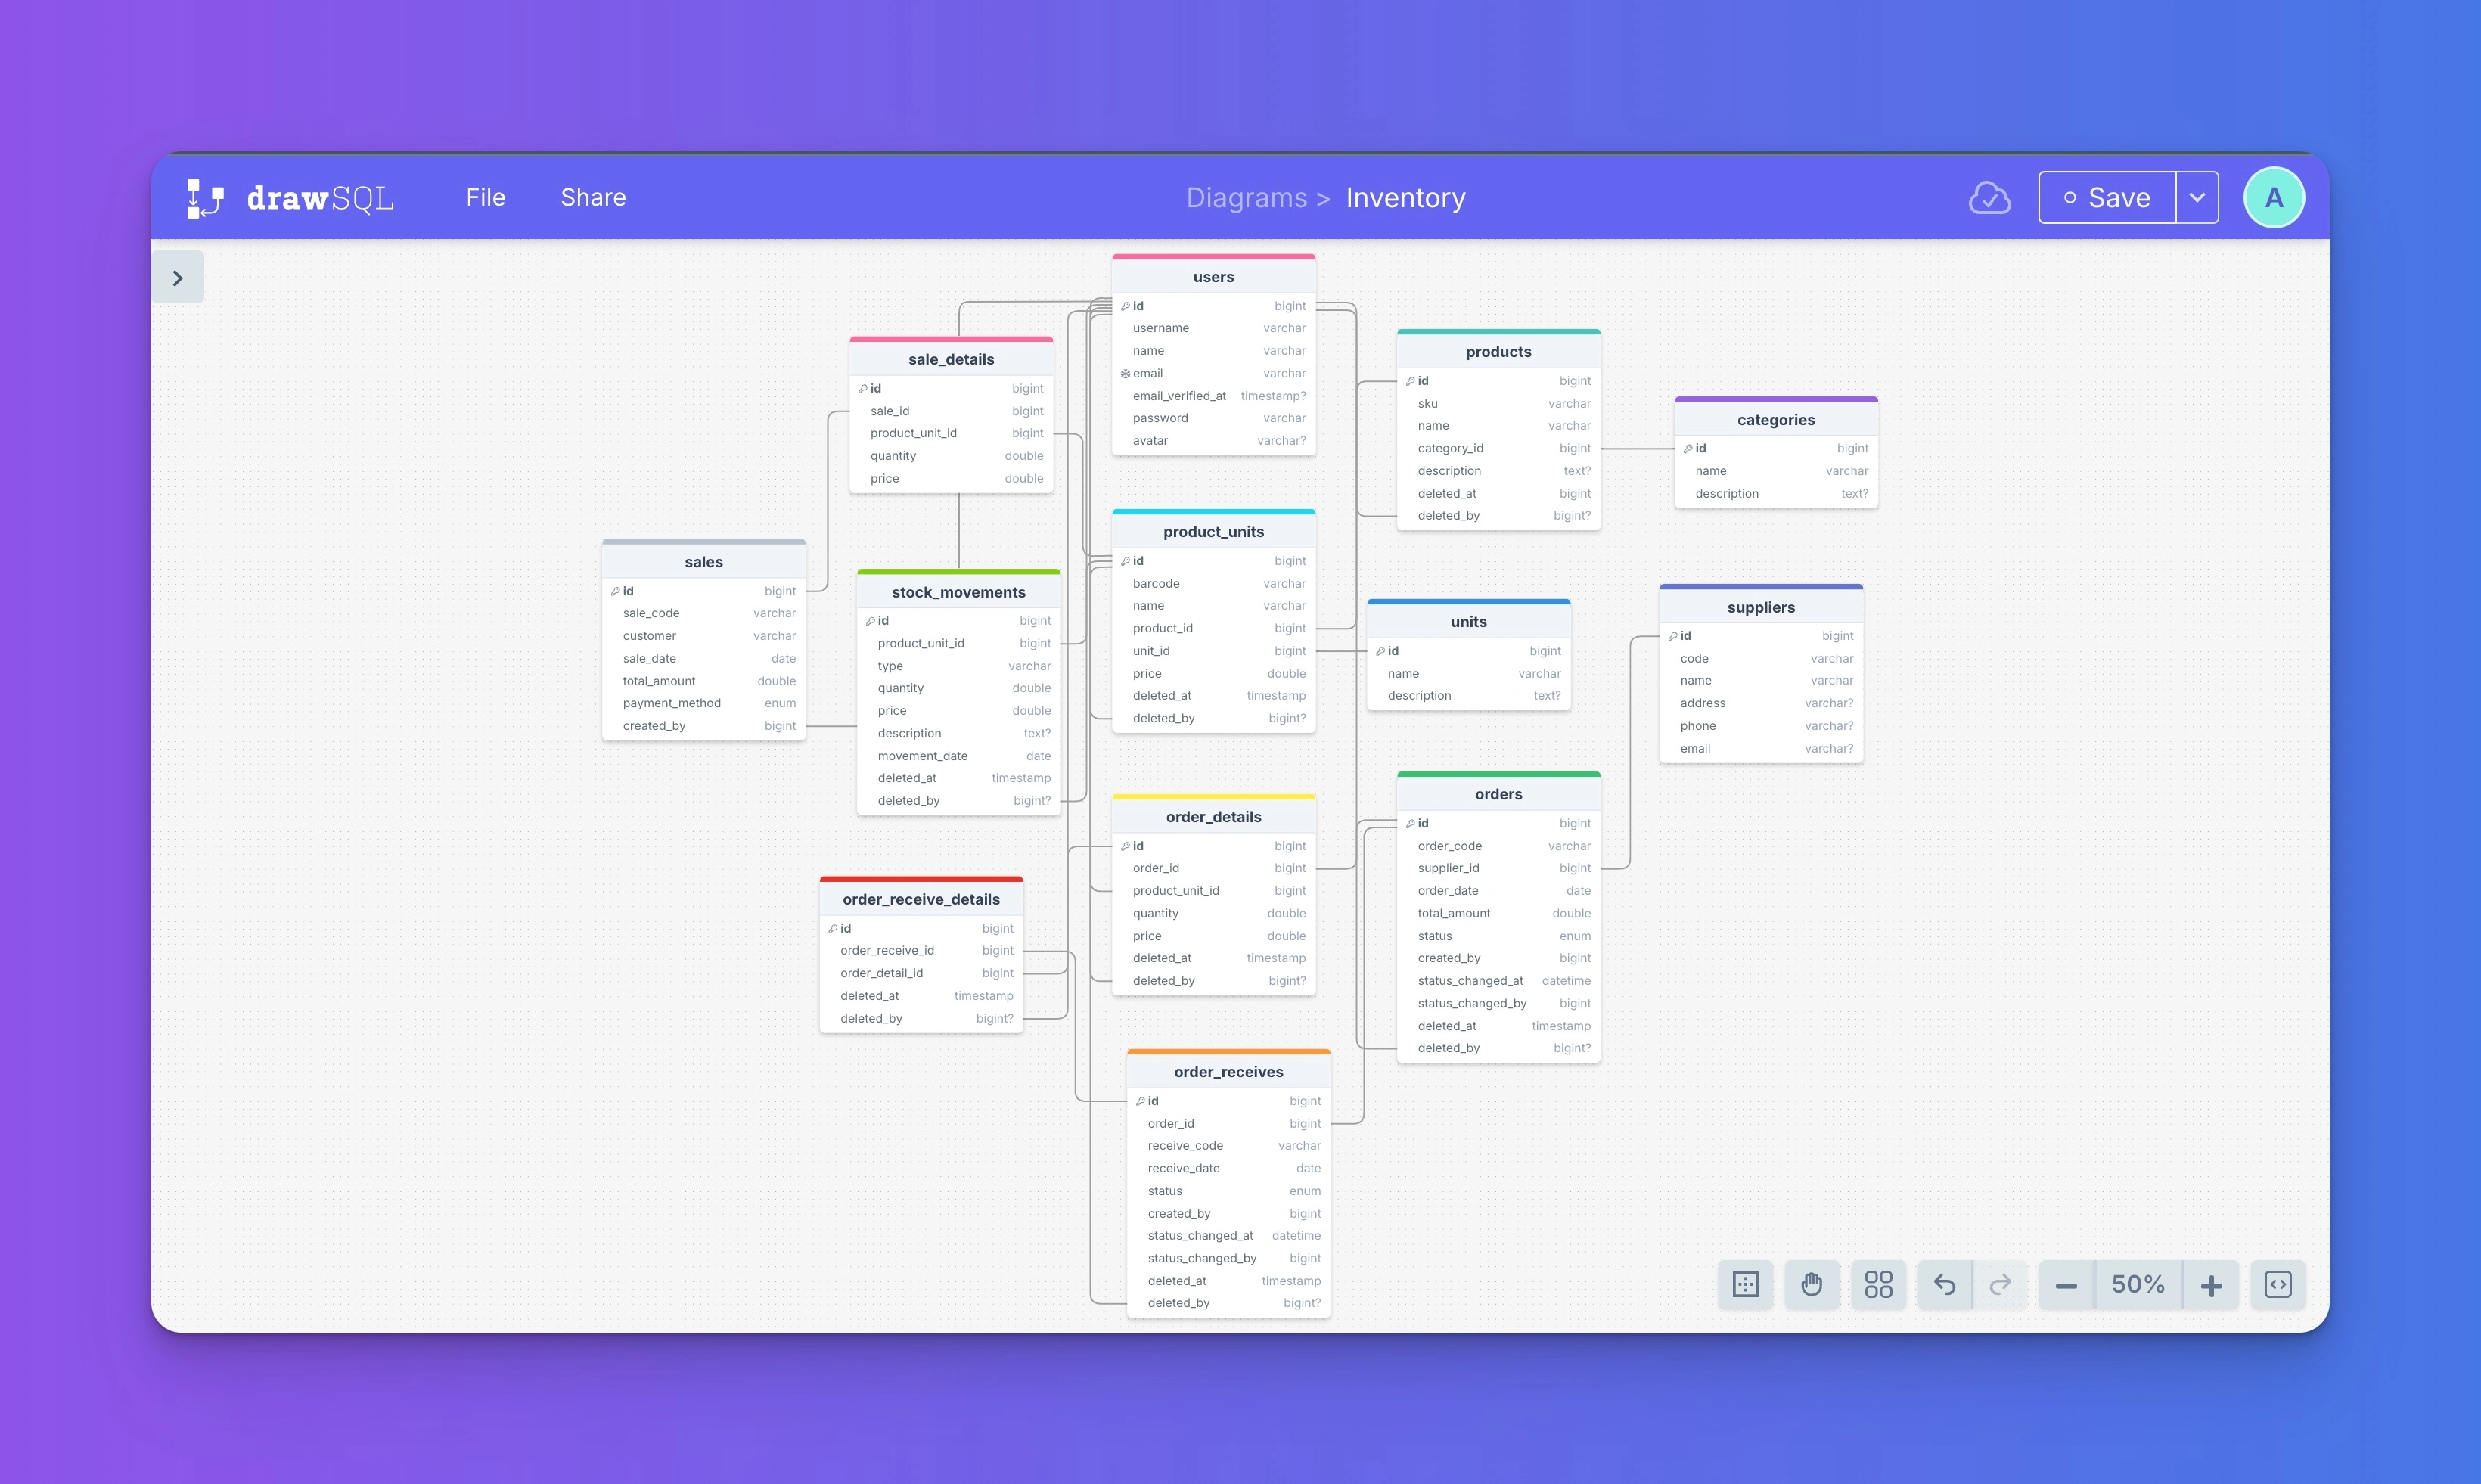 drawSQL File Share Diagrams > Inventory Save A
users
id bigint
username varchar
name varchar
email varchar
email_verified_at timestamp?
password varchar
avatar varchar?
sale_details
id bigint
sale_id bigint
product_unit_id bigint
quantity double
price double
products
id bigint
sku varchar
name varchar
category_id bigint
description text?
deleted_at bigint
deleted_by bigint?
categories
id bigint
name varchar
description text?
product_units
id bigint
barcode varchar
name varchar
product_id bigint
unit_id bigint
price double
deleted_at timestamp
deleted_by bigint?
sales
id bigint
sale_code varchar
customer varchar
sale_date date
total_amount double
payment_method enum
created_by bigint
stock_movements
id bigint
product_unit_id bigint
type varchar
quantity double
price double
description text?
movement_date date
deleted_at timestamp
deleted_by bigint?
units
id bigint
name varchar
description text?
suppliers
id bigint
code varchar
name varchar
address varchar?
phone varchar?
email varchar?
order_details
id bigint
order_id bigint
product_unit_id bigint
quantity double
price double
deleted_at timestamp
deleted_by bigint?
orders
id bigint
order_code varchar
supplier_id bigint
order_date date
total_amount double
status enum
created_by bigint
status_changed_at datetime
status_changed_by bigint
deleted_at timestamp
deleted_by bigint?
order_receive_details
id bigint
order_receive_id bigint
order_detail_id bigint
deleted_at timestamp
deleted_by bigint?
order_receives
id bigint
order_id bigint
receive_code varchar
receive_date date
status enum
created_by bigint
status_changed_at datetime
status_changed_by bigint
deleted_at timestamp
deleted_by bigint?
50%